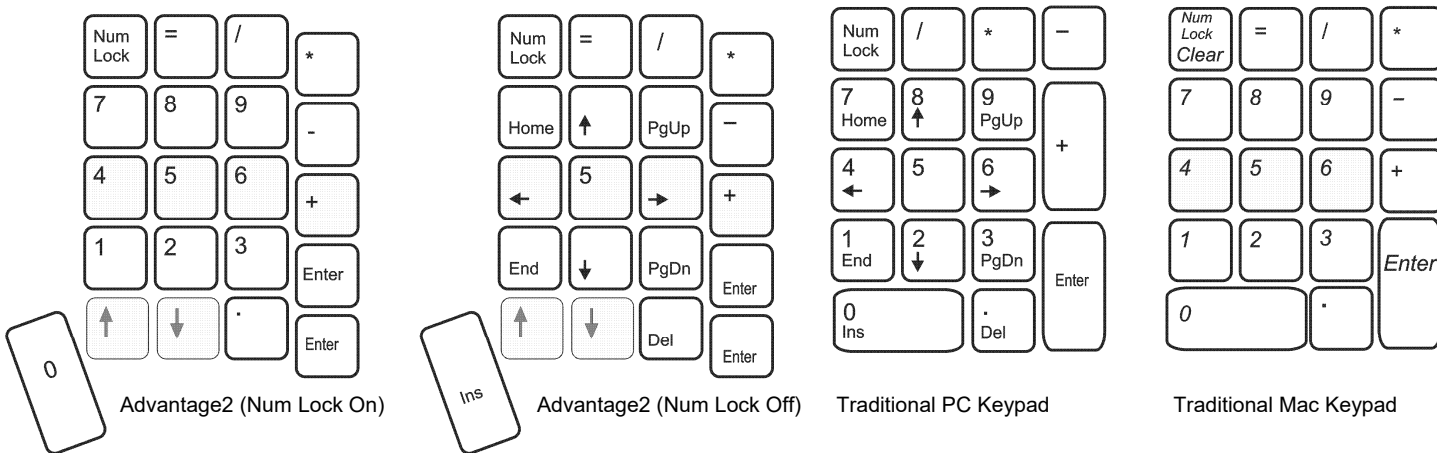 Num Lock = / *
7 8 9 -
4 5 6 +
1 2 3 Enter
0 . Enter
Advantage2 (Num Lock On)
Num Lock = / *
Home PgUp –
5 +
End PgDn Enter
Ins Del Enter
Advantage2 (Num Lock Off)
Num Lock / * –
7 Home 8 9 PgUp +
4 5 6
1 End 2 3 PgDn Enter
0 Ins . Del
Traditional PC Keypad
Num Lock Clear = / *
7 8 9 –
4 5 6 +
1 2 3 Enter
0 .
Traditional Mac Keypad